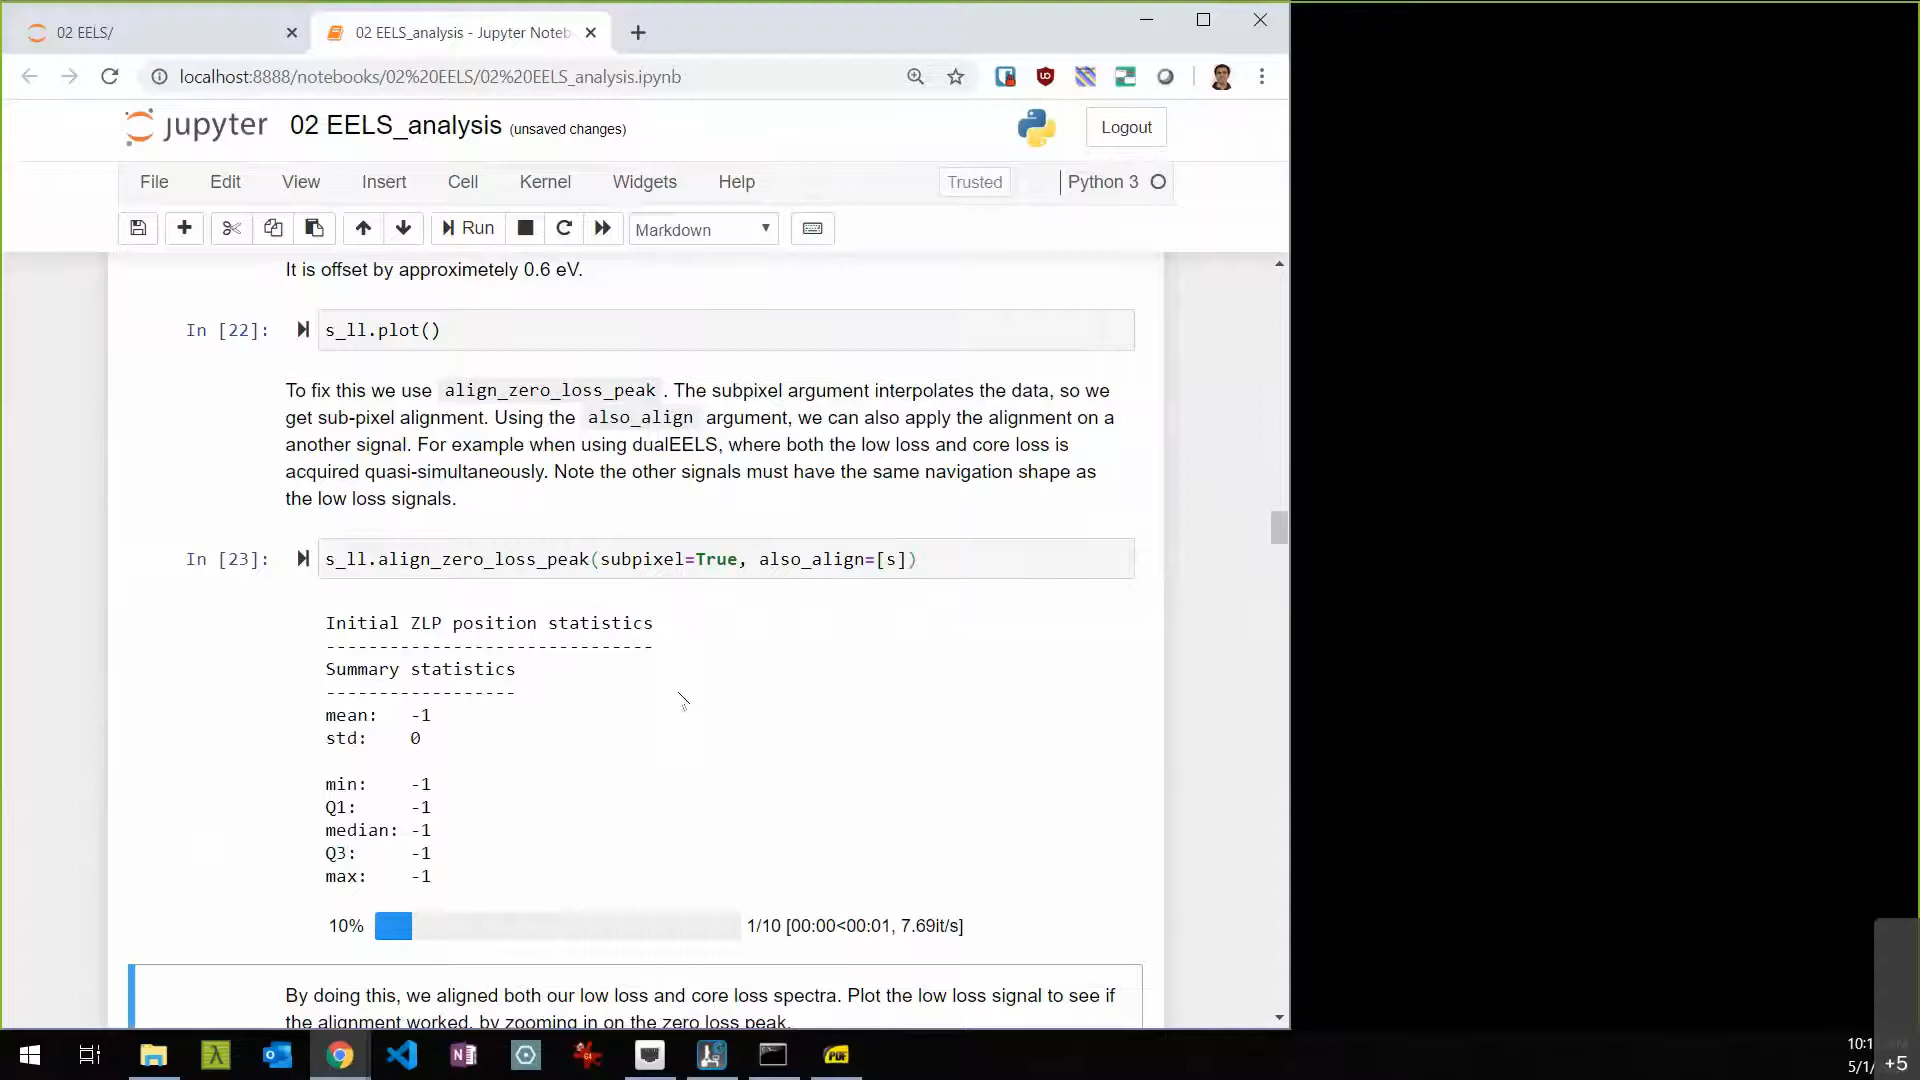 02 EELS/
02 EELS_analysis - Jupyter Noteb
localhost:8888/notebooks/02%20EELS/02%20EELS_analysis.ipynb
jupyter 02 EELS_analysis (unsaved changes)
Logout
File Edit View Insert Cell Kernel Widgets Help Trusted Python 3
Run Markdown
It is offset by approximately 0.6 eV.
In [22]: s_ll.plot()
To fix this we use align_zero_loss_peak . The subpixel argument interpolates the data, so we
get sub-pixel alignment. Using the also_align argument, we can also apply the alignment on a
another signal. For example when using dualEELS, where both the low loss and core loss is
acquired quasi-simultaneously. Note the other signals must have the same navigation shape as
the low loss signals.
In [23]: s_ll.align_zero_loss_peak(subpixel=True, also_align=[s])
Initial ZLP position statistics
-------------------------------
Summary statistics
------------------
mean: -1
std: 0
min: -1
Q1: -1
median: -1
Q3: -1
max: -1
10% 1/10 [00:00<00:01, 7.69it/s]
By doing this, we aligned both our low loss and core loss spectra. Plot the low loss signal to see if
the alignment worked, by zooming in on the zero loss peak.
10:1
5/1/
+5